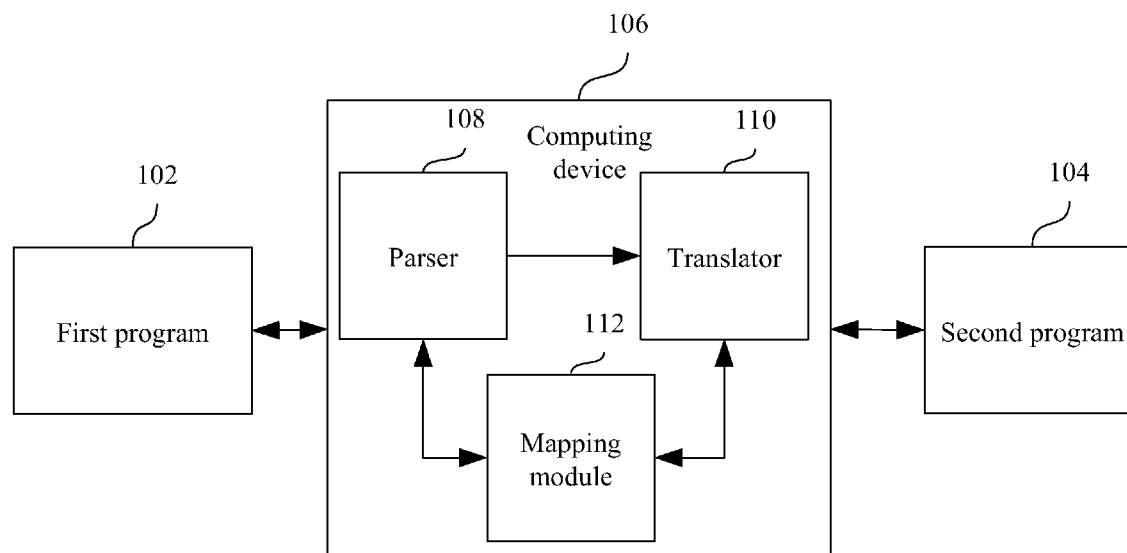 106
108
Computing
device
110
102
104
Parser
Translator
First program
112
Second program
Mapping
module